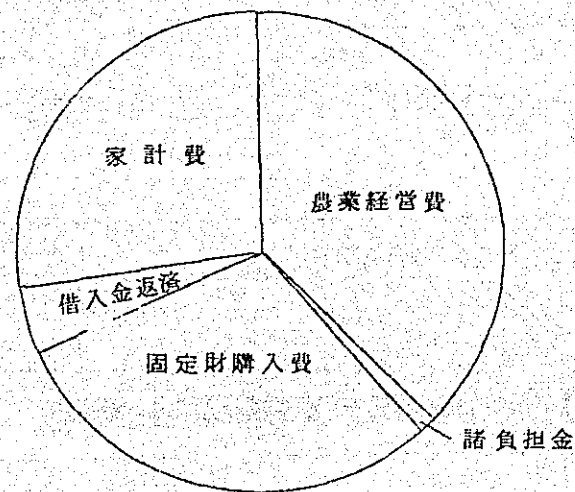 家計費
農業経営費
借入金返済
固定財購入費
諸負担金